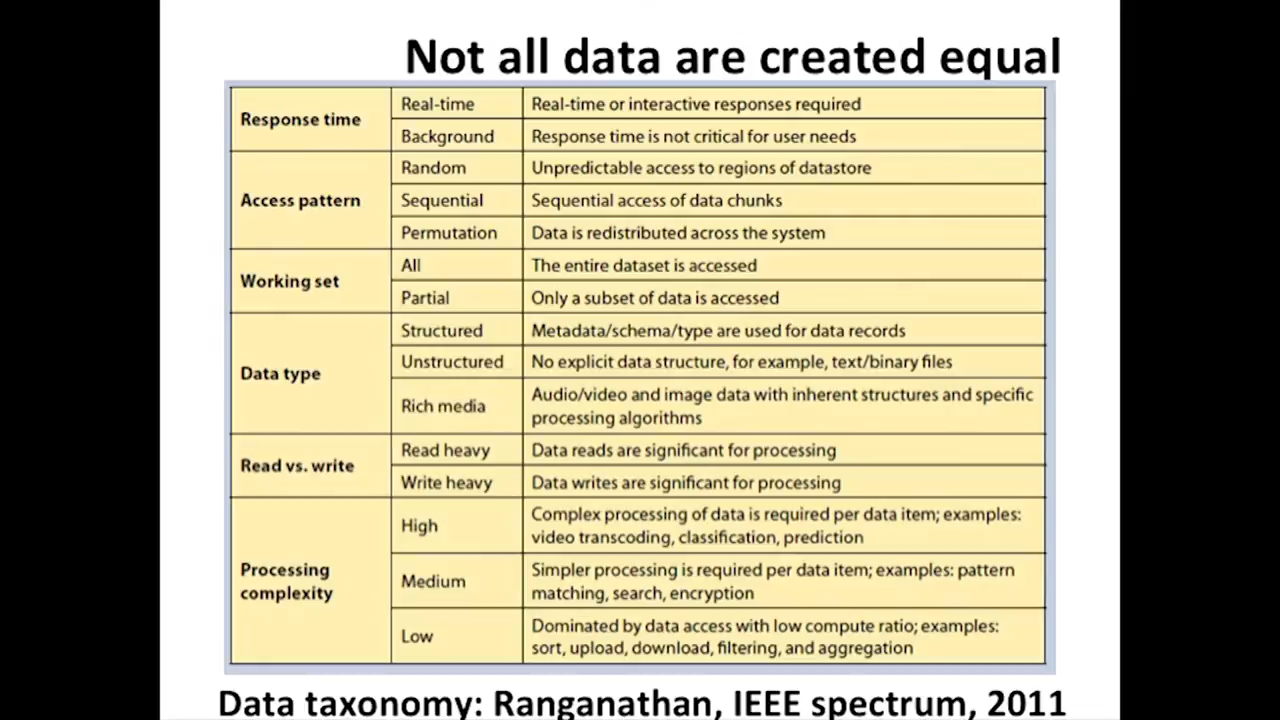 Not all data are created equal
Response time
Real-time
Real-time or interactive responses required
Background
Response time is not critical for user needs
Access pattern
Random
Unpredictable access to regions of datastore
Sequential
Sequential access of data chunks
Permutation
Data is redistributed across the system
Working set
All
The entire dataset is accessed
Partial
Only a subset of data is accessed
Data type
Structured
Metadata/schema/type are used for data records
Unstructured
No explicit data structure, for example, text/binary files
Rich media
Audio/video and image data with inherent structures and specific
processing algorithms
Read vs. write
Read heavy
Data reads are significant for processing
Write heavy
Data writes are significant for processing
Processing
complexity
High
Complex processing of data is required per data item; examples:
video transcoding, classification, prediction
Medium
Simpler processing is required per data item; examples: pattern
matching, search, encryption
Low
Dominated by data access with low compute ratio; examples:
sort, upload, download, filtering, and aggregation
Data taxonomy: Ranganathan, IEEE spectrum, 2011